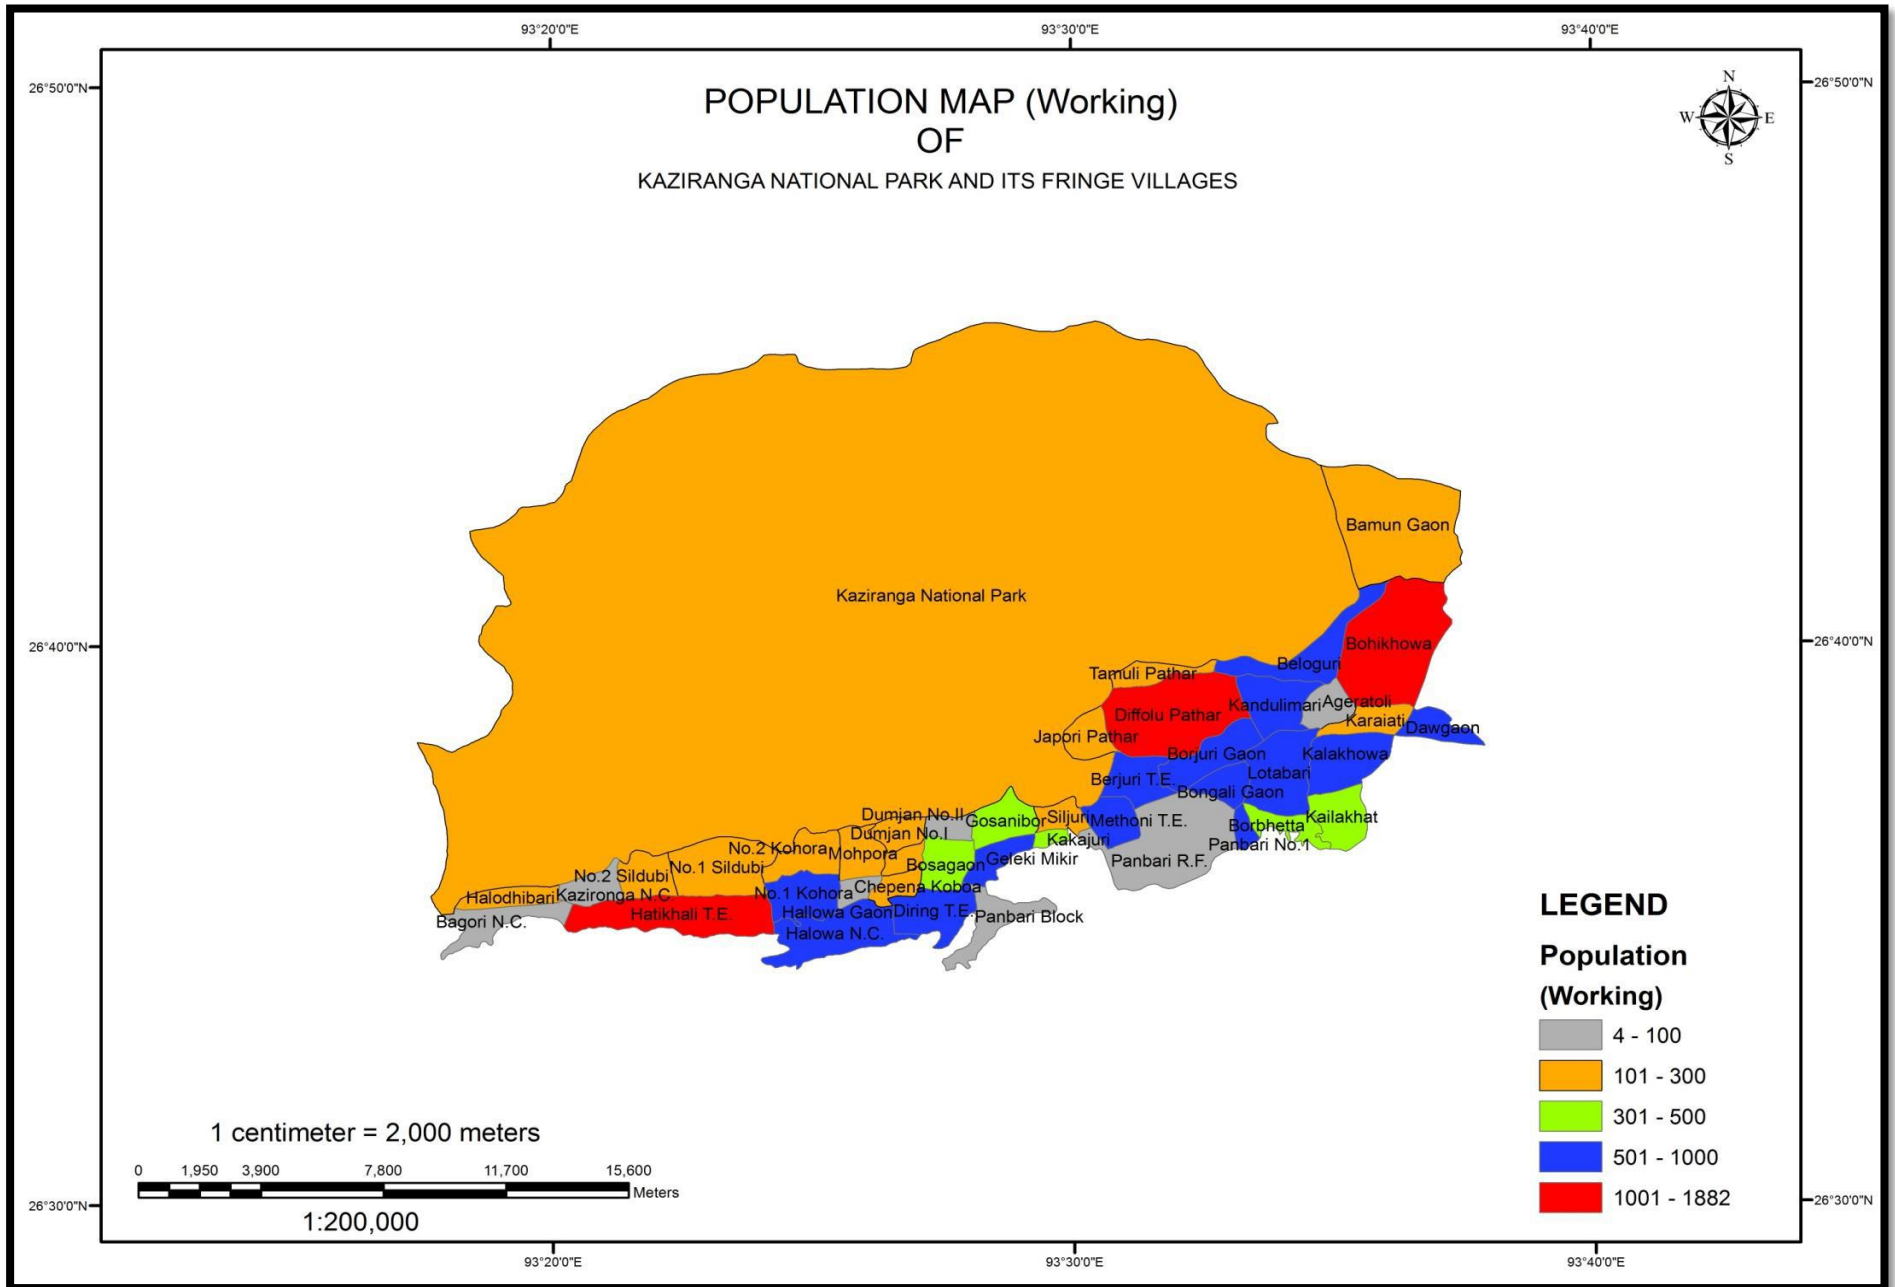 93°20'0"E
93°30'0"E
93°40'0"E
26°50'0"N
26°50'0"N
POPULATION MAP (Working)
OF
KAZIRANGA NATIONAL PARK AND ITS FRINGE VILLAGES
N
W
E
S
Bamun Gaon
Kaziranga National Park
26°40'0"N
26°40'0"N
Bohikhowa
Beloguri
Tamuli Pathar
Ageratoli
Kandulimari
Diffolu Pathar
Karaiati
Dawgaon
Japori Pathar
Borjuri Gaon
Kalakhowa
Lotabari
Berjuri T.E.
Bongali Gaon
Dumjan No.II
Gosanibor
Siljuri
Methoni T.E.
Kailakhat
Borbhetta
Dumjan No.I
Kakajuri
Panbari No.1
No.2 Kohora
Mohpora
Geleki Mikir
Panbari R.F.
Bosagaon
No.1 Sildubi
No.2 Sildubi
Chepena Koboa
No.1 Kohora
Kazironga N.C.
Halodhibari
Hatikhali T.E.
Hallowa Gaon
Diring T.E.
Panbari Block
Bagori N.C.
Halowa N.C.
LEGEND
Population
(Working)
4 - 100
101 - 300
301 - 500
501 - 1000
1001 - 1882
1 centimeter = 2,000 meters
0 1,950 3,900 7,800 11,700 15,600
Meters
1:200,000
26°30'0"N
26°30'0"N
93°20'0"E
93°30'0"E
93°40'0"E